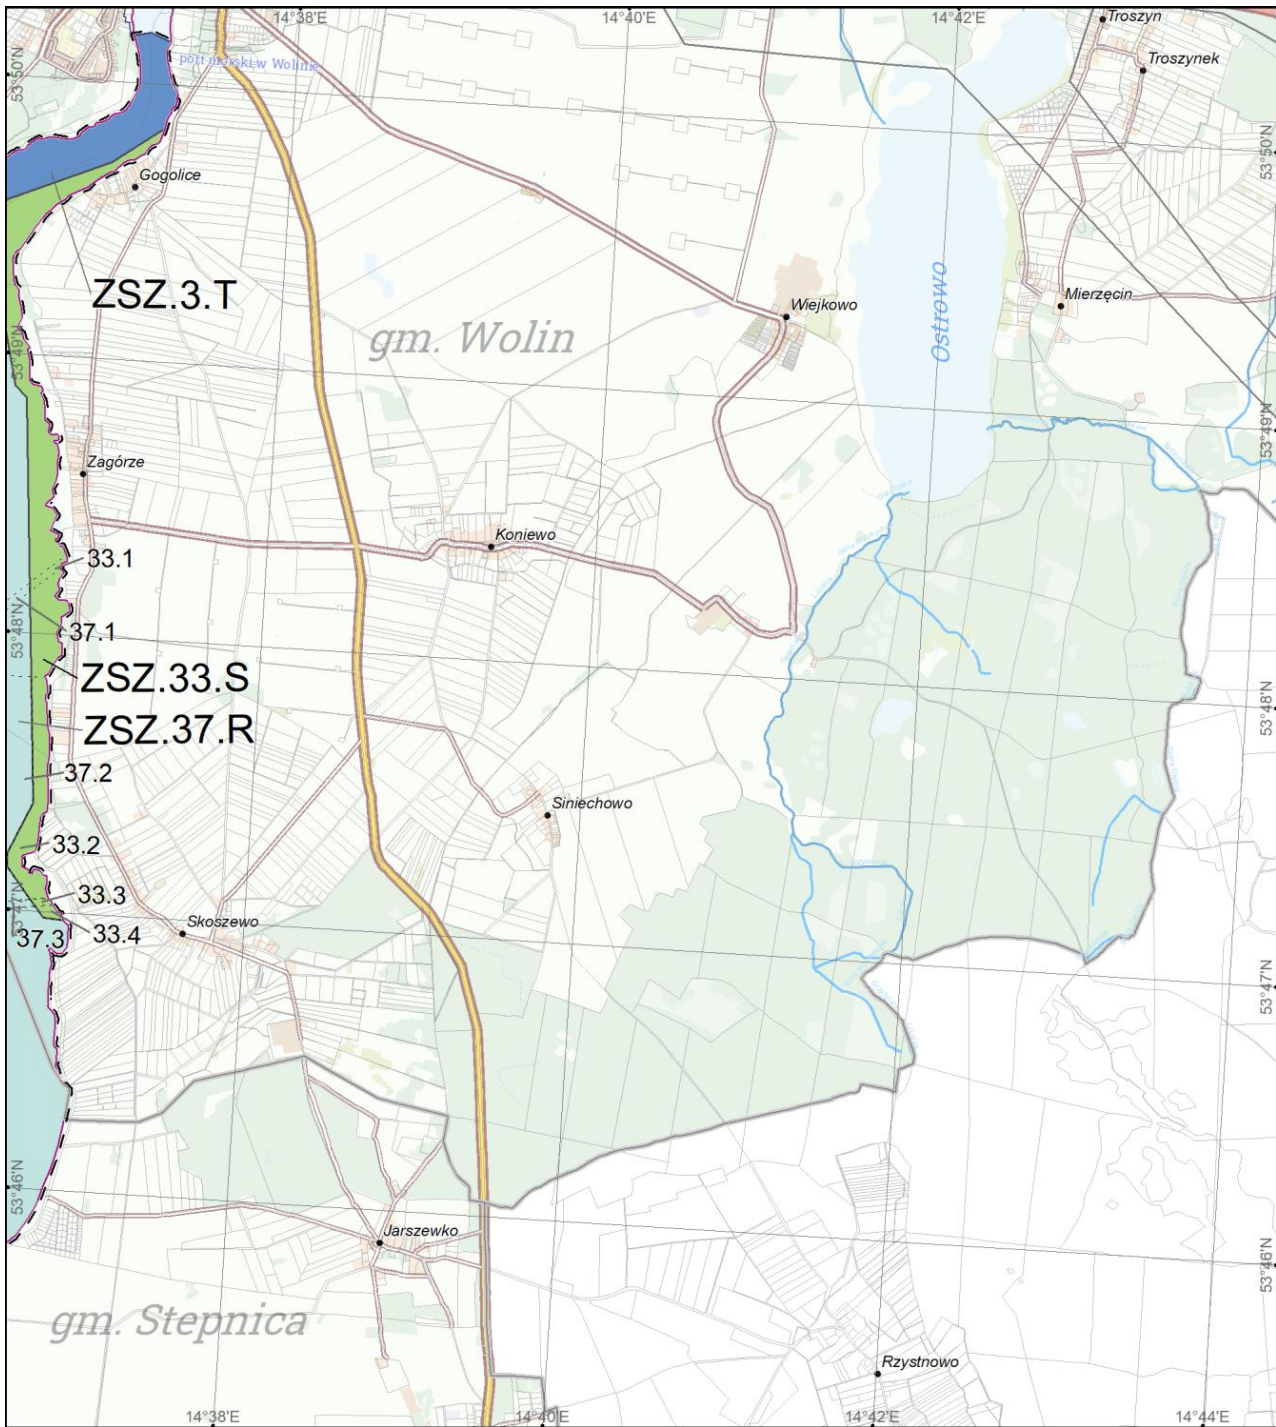 14°38'E
14°40'E
14°42'E
Troszyn
Troszynek
port morski w Wolinie
53°50'N
53°50'N
Gogolice
ZSZ.3.T
Wiejkowo
Mierzęcin
Ostrowo
gm. Wolin
53°49'N
53°49'N
Zagórze
Koniewo
33.1
37.1
53°48'N
ZSZ.33.S
53°48'N
ZSZ.37.R
37.2
Siniechowo
33.2
33.3
53°47'N
Skoszewo
33.4
37.3
53°47'N
53°46'N
Jarszewko
53°46'N
gm. Stepnica
Rzystnowo
14°38'E
14°40'E
14°42'E
14°44'E